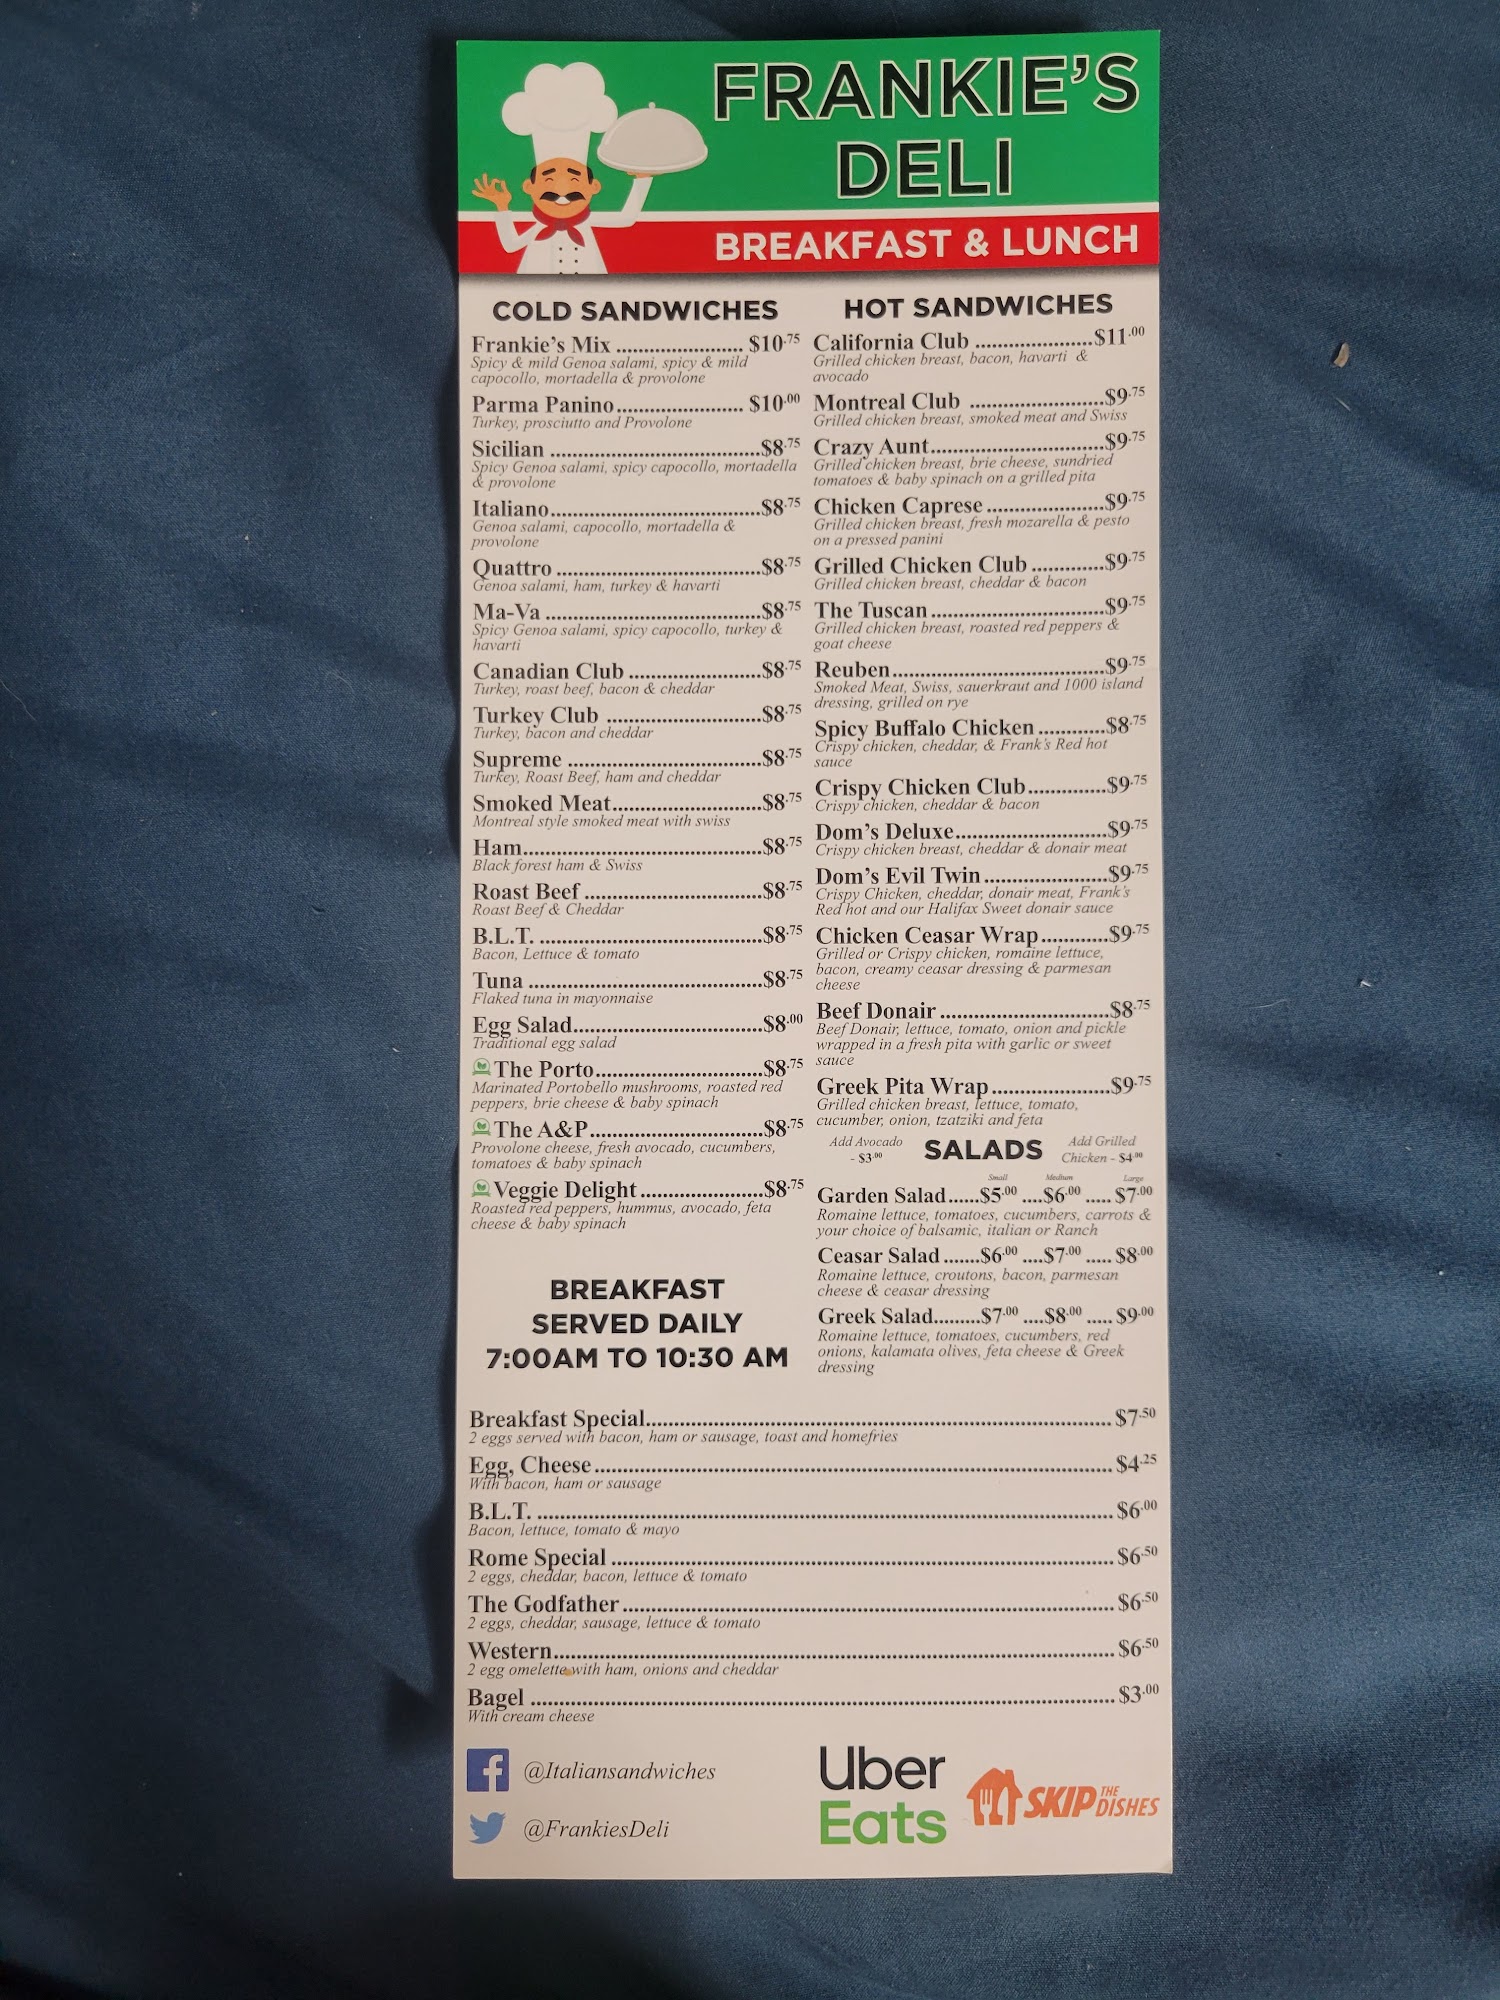 FRANKIE'S
DELI
BREAKFAST & LUNCH
COLD SANDWICHES
Frankie's Mix ........................ $10.75
Spicy & mild Genoa salami, spicy & mild
capocollo, mortadella & provolone
Parma Panino........................ $10.00
Turkey, prosciutto and Provolone
Sicilian ........................................$8.75
Spicy Genoa salami, spicy capocollo, mortadella
& provolone
Italiano........................................$8.75
Genoa salami, capocollo, mortadella &
provolone
Quattro .......................................$8.75
Genoa salami, ham, turkey & havarti
Ma-Va .........................................$8.75
Spicy Genoa salami, spicy capocollo, turkey &
havarti
Canadian Club .........................$8.75
Turkey, roast beef, bacon & cheddar
Turkey Club .............................$8.75
Turkey, bacon and cheddar
Supreme .....................................$8.75
Turkey, Roast Beef, ham and cheddar
Smoked Meat............................$8.75
Montreal style smoked meat with swiss
Ham.............................................$8.75
Black forest ham & Swiss
Roast Beef .................................$8.75
Roast Beef & Cheddar
B.L.T. ..........................................$8.75
Bacon, Lettuce & tomato
Tuna ............................................$8.75
Flaked tuna in mayonnaise
Egg Salad....................................$8.00
Traditional egg salad
The Porto................................$8.75
Marinated Portobello mushrooms, roasted red
peppers, brie cheese & baby spinach
The A&P.................................$8.75
Provolone cheese, fresh avocado, cucumbers,
tomatoes & baby spinach
Veggie Delight .......................$8.75
Roasted red peppers, hummus, avocado, feta
cheese & baby spinach
HOT SANDWICHES
California Club ......................$11.00
Grilled chicken breast, bacon, havarti &
avocado
Montreal Club .........................$9.75
Grilled chicken breast, smoked meat and Swiss
Crazy Aunt.................................$9.75
Grilled chicken breast, brie cheese, sundried
tomatoes & baby spinach on a grilled pita
Chicken Caprese ......................$9.75
Grilled chicken breast, fresh mozarella & pesto
on a pressed panini
Grilled Chicken Club ..............$9.75
Grilled chicken breast, cheddar & bacon
The Tuscan.................................$9.75
Grilled chicken breast, roasted red peppers &
goat cheese
Reuben........................................$9.75
Smoked Meat, Swiss, sauerkraut and 1000 island
dressing, grilled on rye
Spicy Buffalo Chicken .............$8.75
Crispy chicken, cheddar, & Frank's Red hot
sauce
Crispy Chicken Club...............$9.75
Crispy chicken, cheddar & bacon
Dom's Deluxe.............................$9.75
Crispy chicken breast, cheddar & donair meat
Dom's Evil Twin .......................$9.75
Crispy Chicken, cheddar, donair meat, Frank's
Red hot and our Halifax Sweet donair sauce
Chicken Ceasar Wrap.............$9.75
Grilled or Crispy chicken, romaine lettuce,
bacon, creamy ceasar dressing & parmesan
cheese
Beef Donair ................................$8.75
Beef Donair, lettuce, tomato, onion and pickle
wrapped in a fresh pita with garlic or sweet
sauce
Greek Pita Wrap.......................$9.75
Grilled chicken breast, lettuce, tomato,
cucumber, onion, tzatziki and feta
Add Avocado
- $3.00
SALADS
Add Grilled
Chicken - $4.00
Small Medium Large
Garden Salad......$5.00 ....$6.00 ..... $7.00
Romaine lettuce, tomatoes, cucumbers, carrots &
your choice of balsamic, italian or Ranch
Ceasar Salad .......$6.00 ....$7.00 ..... $8.00
Romaine lettuce, croutons, bacon, parmesan
cheese & ceasar dressing
Greek Salad.........$7.00 ....$8.00 ..... $9.00
Romaine lettuce, tomatoes, cucumbers, red
onions, kalamata olives, feta cheese & Greek
dressing
BREAKFAST
SERVED DAILY
7:00AM TO 10:30 AM
Breakfast Special........................................................................................ $7.50
2 eggs served with bacon, ham or sausage, toast and homefries
Egg, Cheese.................................................................................................. $4.25
With bacon, ham or sausage
B.L.T. ............................................................................................................. $6.00
Bacon, lettuce, tomato & mayo
Rome Special ............................................................................................... $6.50
2 eggs, cheddar, bacon, lettuce & tomato
The Godfather............................................................................................. $6.50
2 eggs, cheddar, sausage, lettuce & tomato
Western.......................................................................................................... $6.50
2 egg omelette with ham, onions and cheddar
Bagel .............................................................................................................. $3.00
With cream cheese
@Italiansandwiches
@FrankiesDeli
Uber
Eats
SKIP THE
DISHES